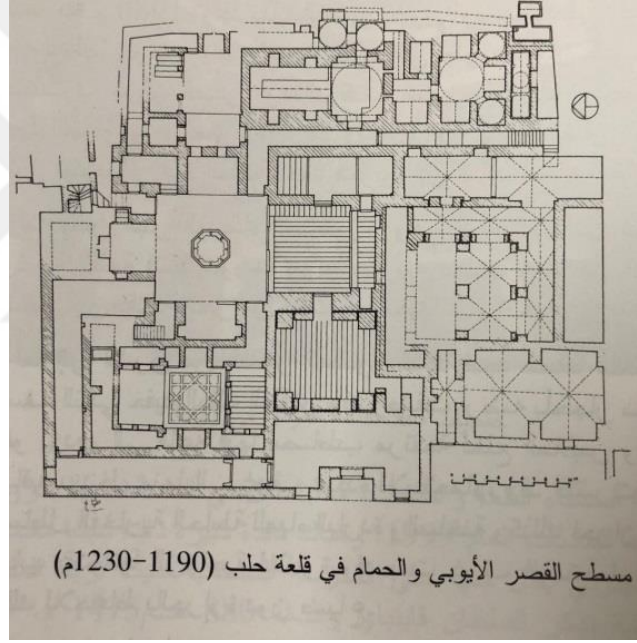 مسطح القصر الأيوبي والحمام في قلعة حلب (1190-1230م)